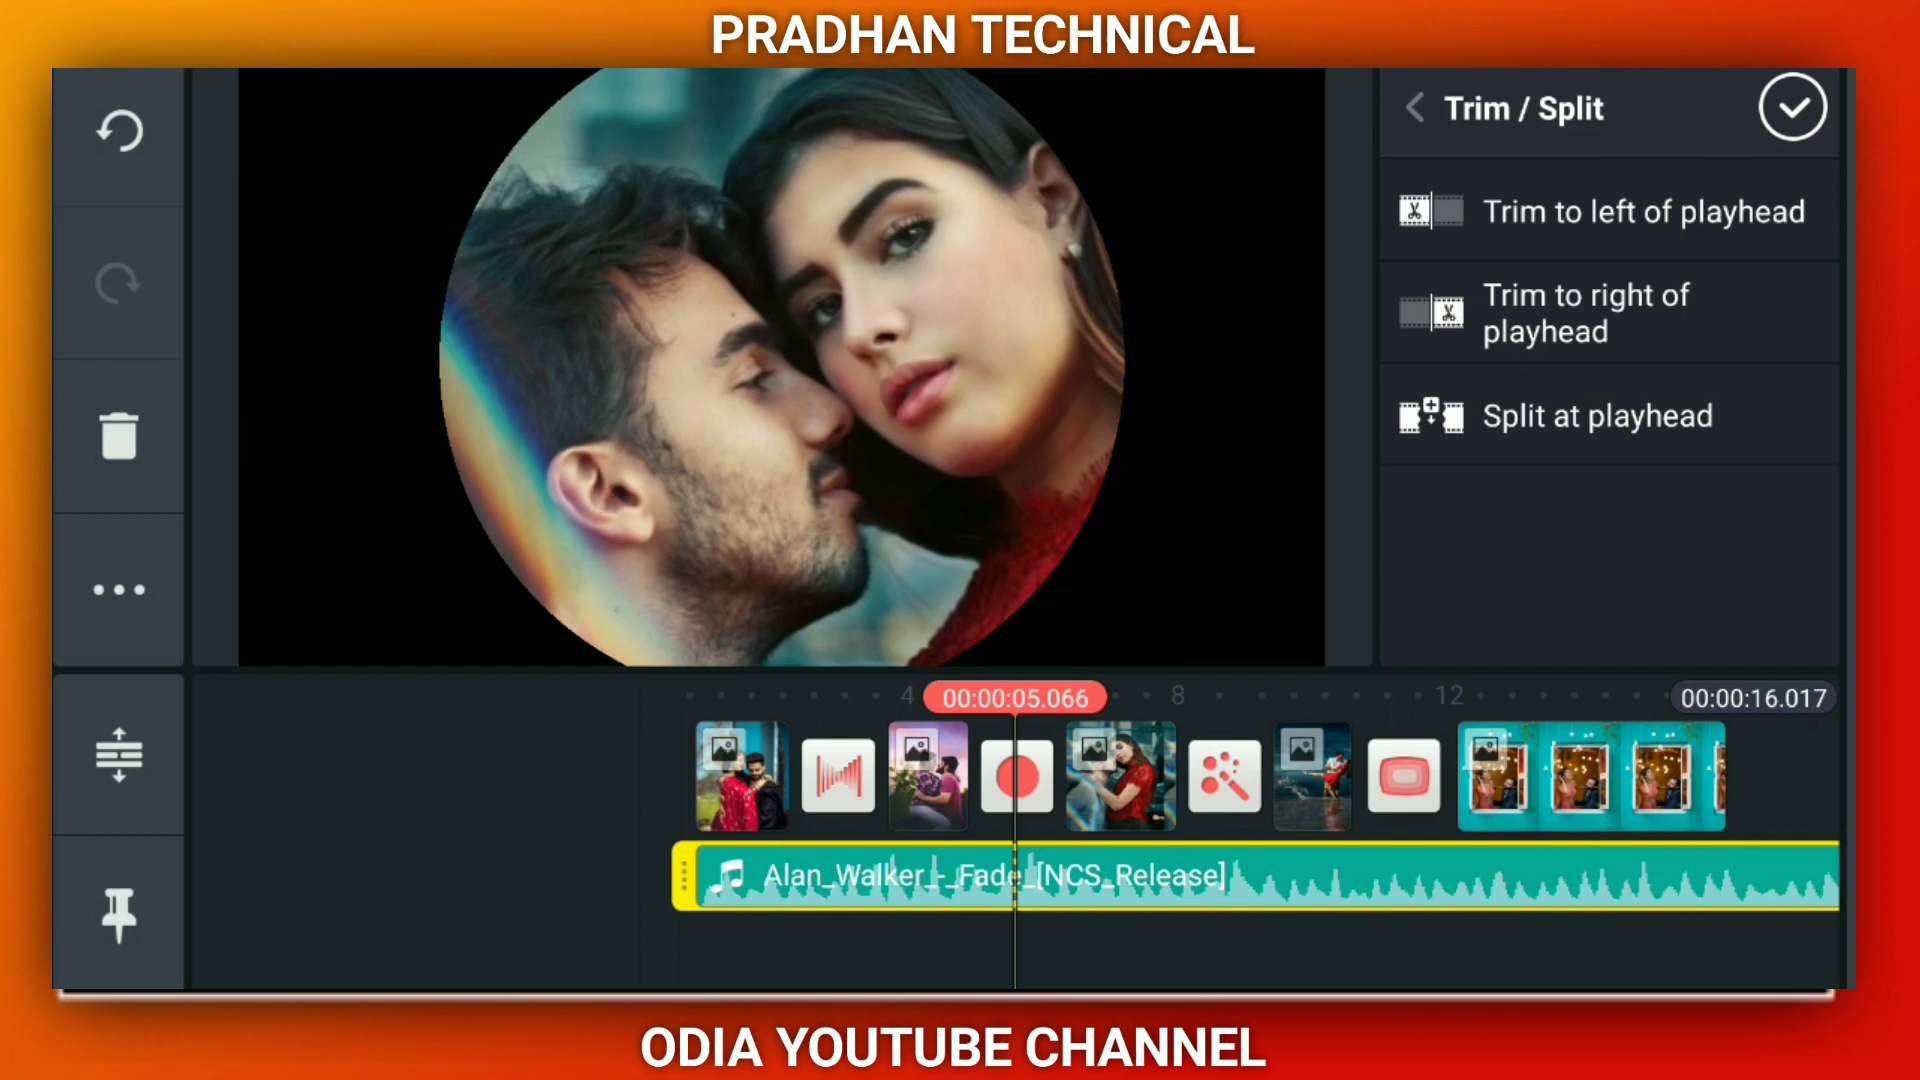 PRADHAN TECHNICAL
Trim / Split
Trim to left of playhead
Trim to right of
playhead
Split at playhead
4
00:00:05.066
8
12
00:00:16.017
Alan_Walker_-_Fade_[NCS_Release]
ODIA YOUTUBE CHANNEL